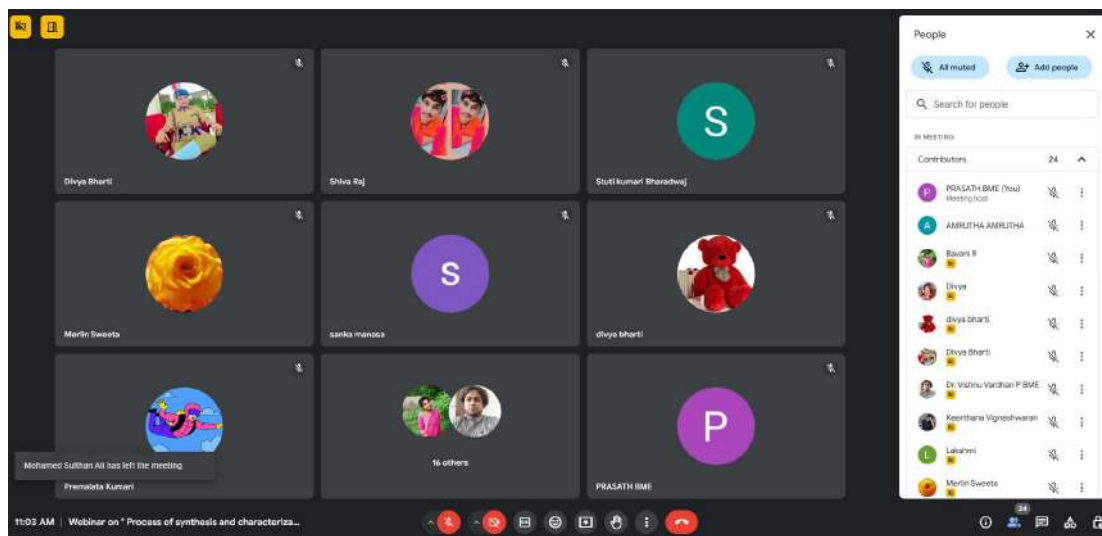 Divya Bharti
Shiva Raj
S
Stuti kumari Bharadwaj
Merlin Sweeta
S
sanka manasa
divya bharti
Mohamed Sulthan Ali has left the meeting
Premalata Kumari
16 others
P
PRASATH BME
11:03 AM | Webinar on " Process of synthesis and characteriza...
People
All muted
Add people
Search for people
IN MEETING
Contributors 24
P
PRASATH BME (You)
Meeting host
A
AMRUTHA AMRUTHA
Bavani R
Divya
divya bharti
Divya Bharti
Dr. Vishnu Vardhan P BME
Keerthana Vigneshwaran
L
Lakshmi
Merlin Sweeta
24